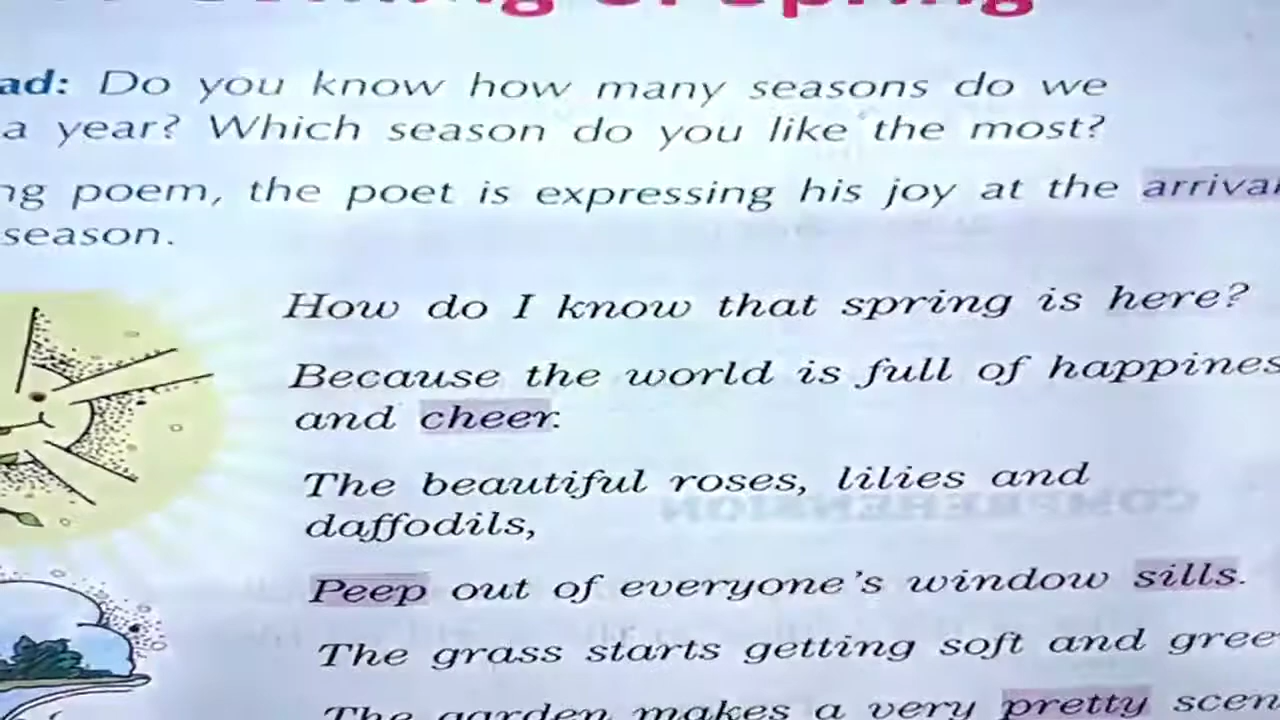 of Spring
Do you know how many seasons do we
a year? Which season do you like the most?
poem, the poet is expressing his joy at the
season.
How do I know that spring is here?
Because the world is full of
and cheer.
The beautiful roses, lilies and
daffodils,
Peep out of everyone's window sills.
The grass starts getting soft and
The garden makes a very pretty